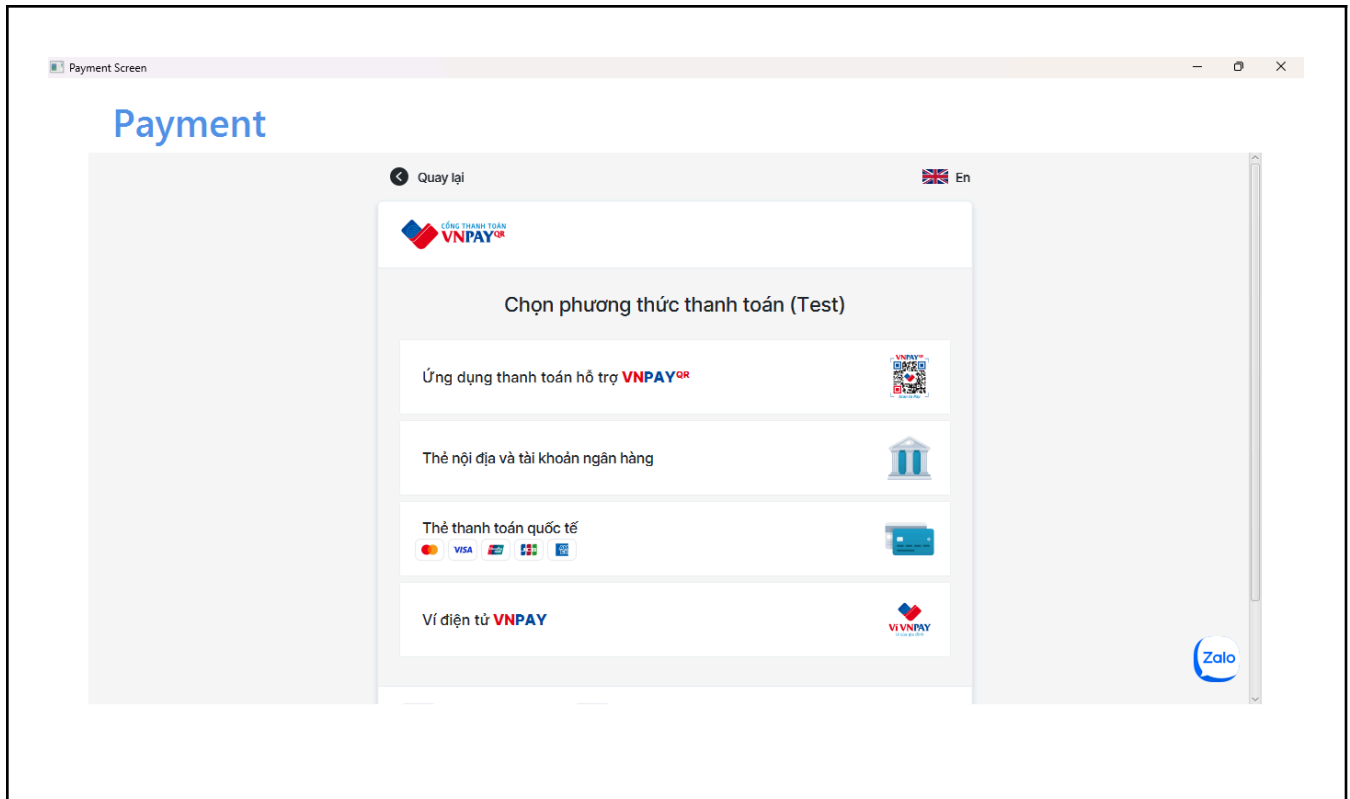 Payment Screen
Payment
Quay lại
En
CỔNG THANH TOÁN
VNPAYQR
Chọn phương thức thanh toán (Test)
Ứng dụng thanh toán hỗ trợ VNPAYQR
VNPAYQR
Thẻ nội địa và tài khoản ngân hàng
Thẻ thanh toán quốc tế
VISA
JCB
Ví điện tử VNPAY
VÍ VNPAY
Zalo